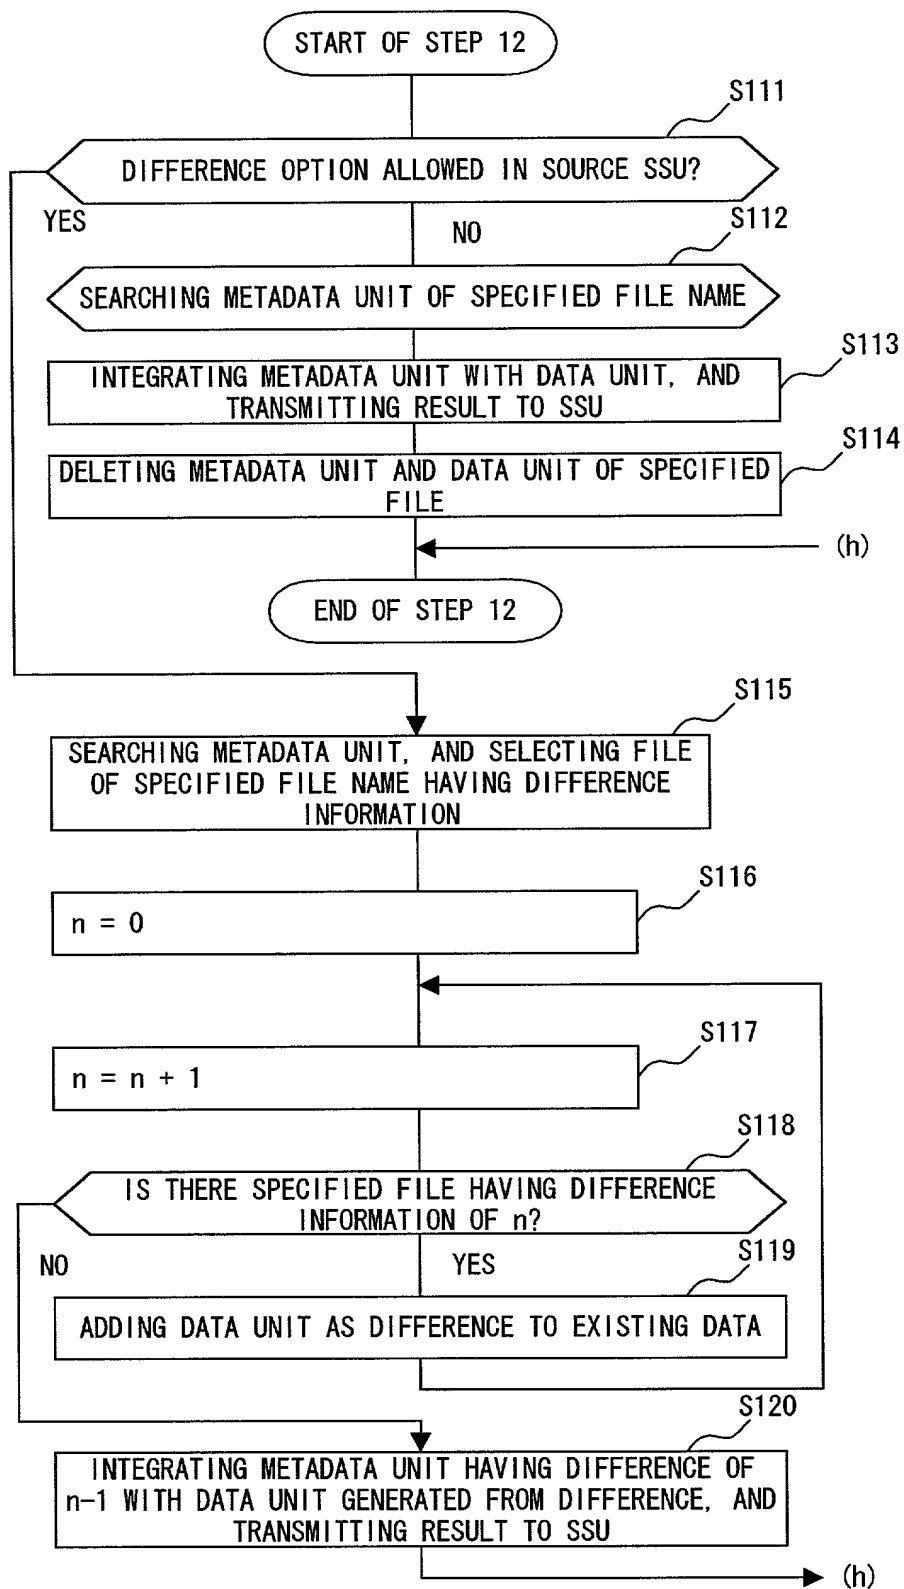 START OF STEP 12
S111
DIFFERENCE OPTION ALLOWED IN SOURCE SSU?
YES
NO
S112
SEARCHING METADATA UNIT OF SPECIFIED FILE NAME
S113
INTEGRATING METADATA UNIT WITH DATA UNIT, AND
TRANSMITTING RESULT TO SSU
S114
DELETING METADATA UNIT AND DATA UNIT OF SPECIFIED
FILE
(h)
END OF STEP 12
S115
SEARCHING METADATA UNIT, AND SELECTING FILE
OF SPECIFIED FILE NAME HAVING DIFFERENCE
INFORMATION
S116
n = 0
S117
n = n + 1
S118
IS THERE SPECIFIED FILE HAVING DIFFERENCE
INFORMATION OF n?
NO
YES
S119
ADDING DATA UNIT AS DIFFERENCE TO EXISTING DATA
S120
INTEGRATING METADATA UNIT HAVING DIFFERENCE OF
n-1 WITH DATA UNIT GENERATED FROM DIFFERENCE, AND
TRANSMITTING RESULT TO SSU
(h)